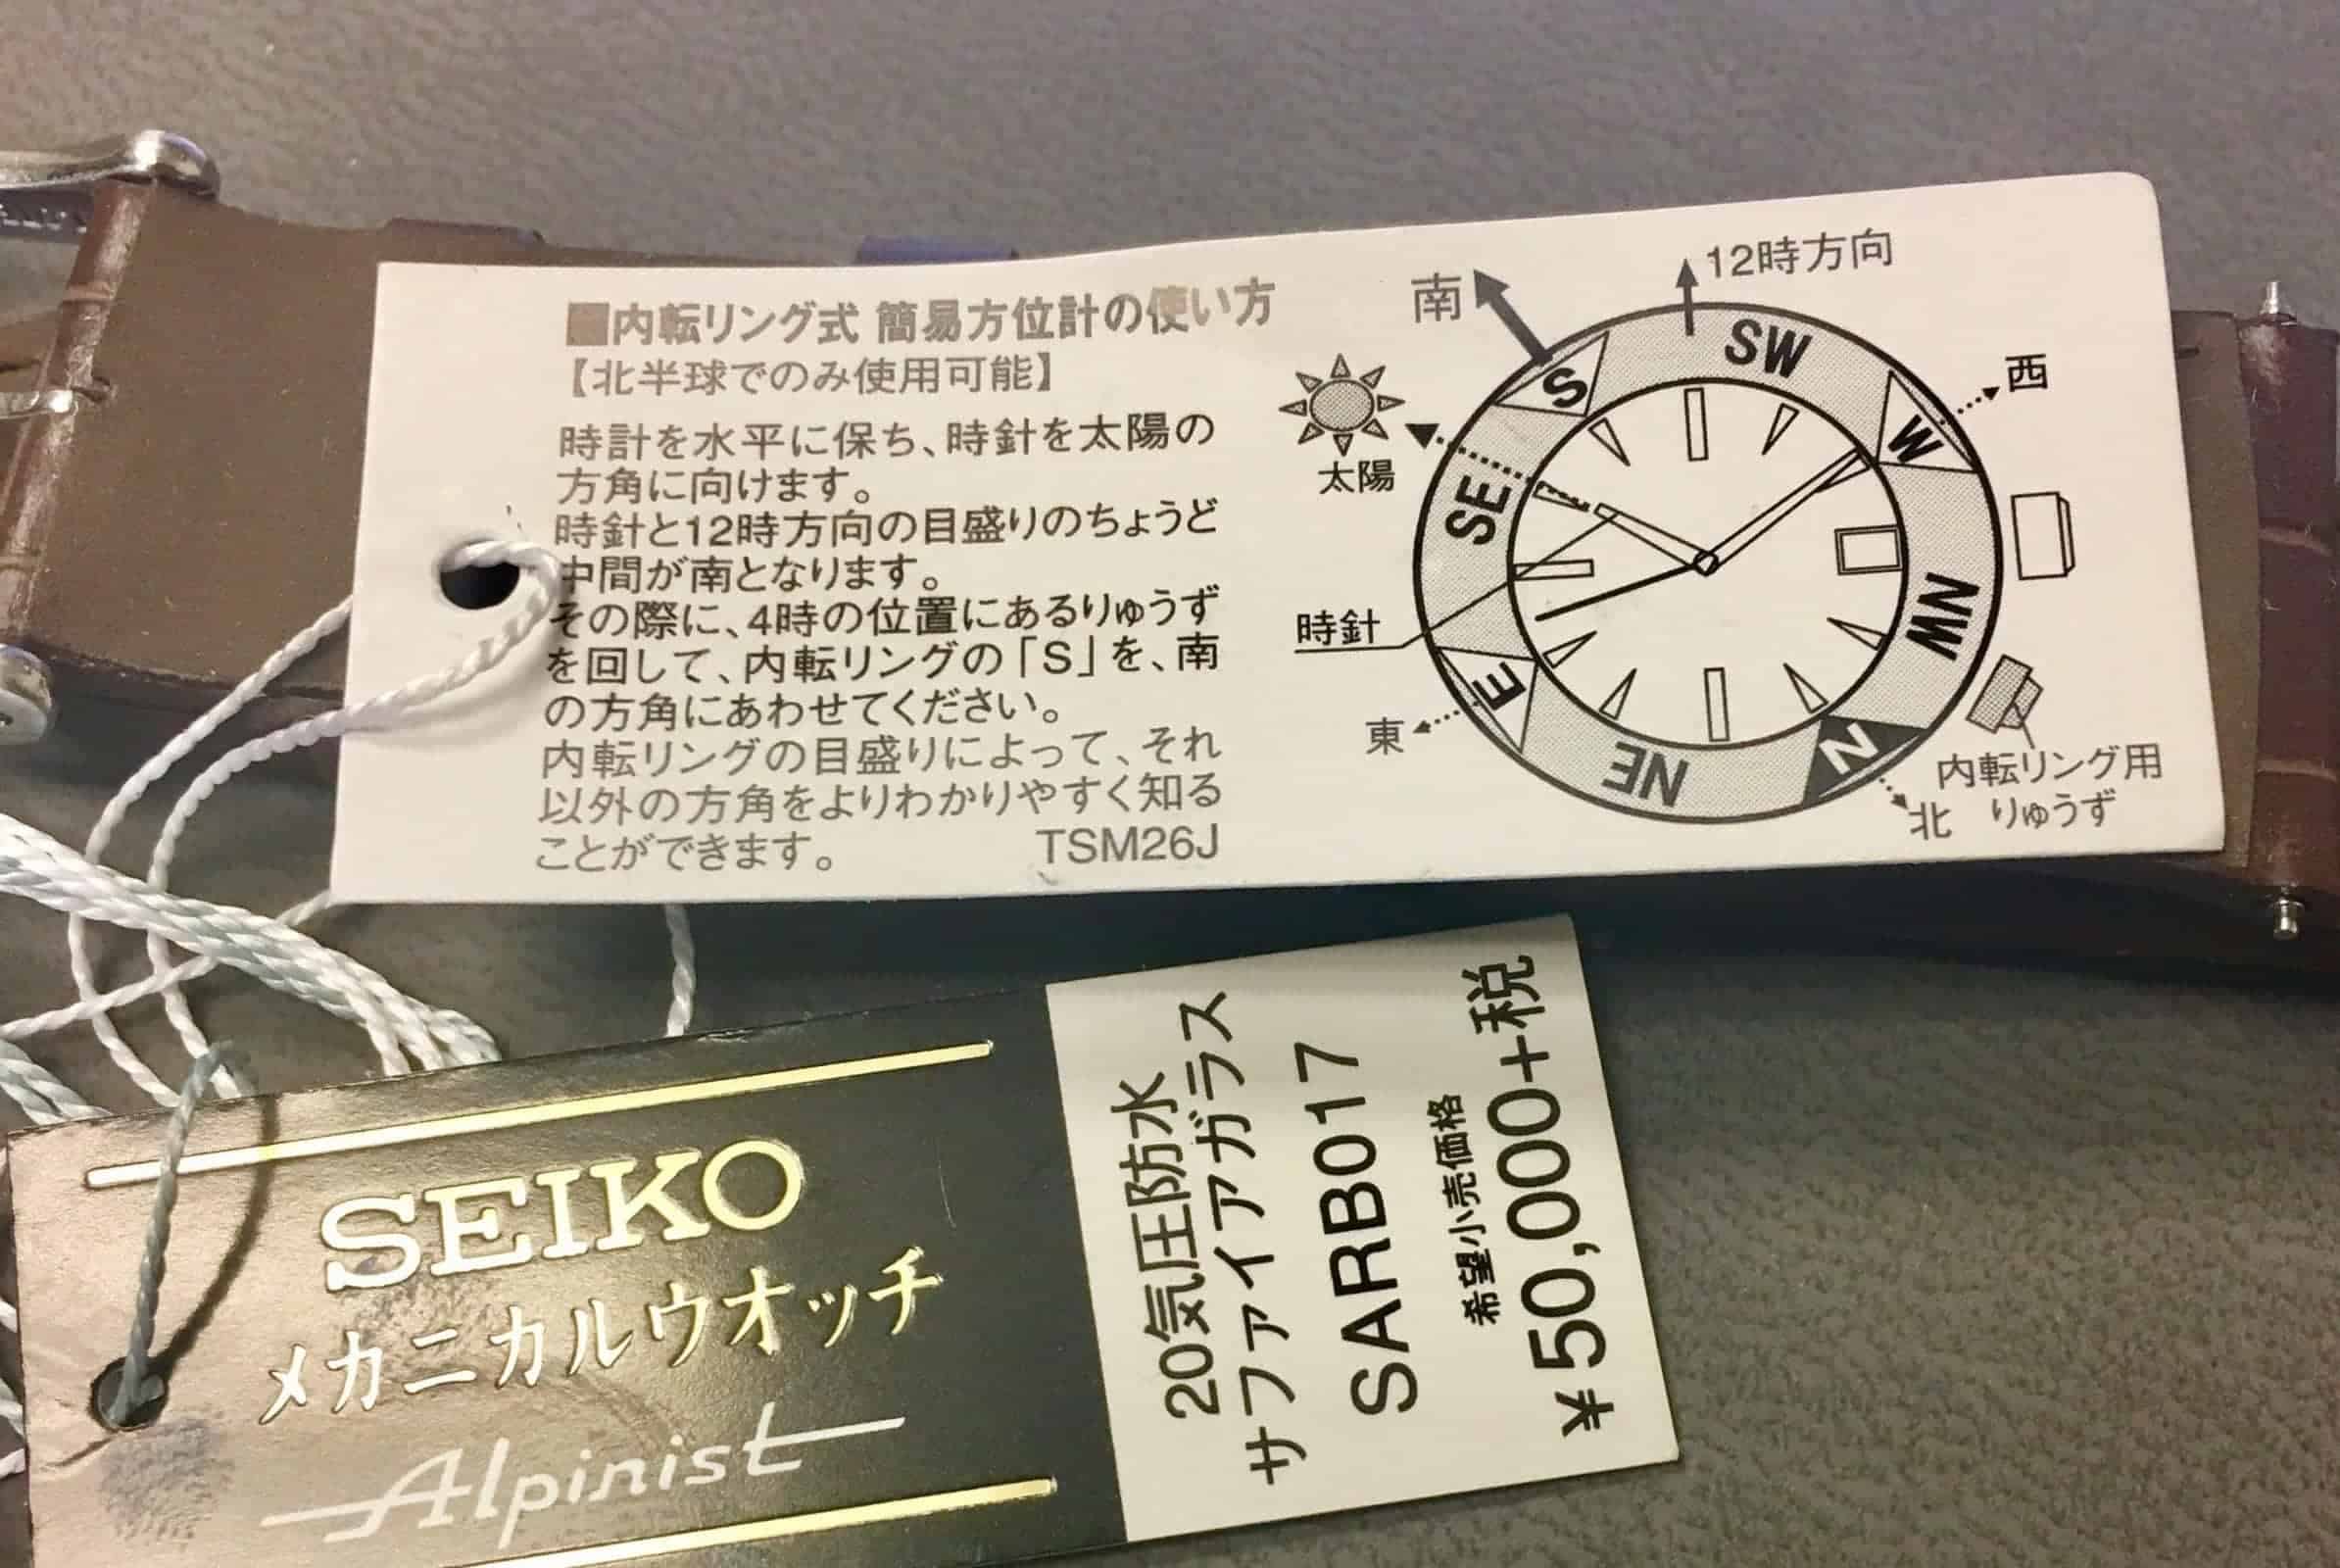 ■内転リング式 簡易方位計の使い方
【北半球でのみ使用可能】
時計を水平に保ち、時針を太陽の
方角に向けます。
時針と12時方向の目盛りのちょうど
中間が南となります。
その際に、4時の位置にあるりゅうず
を回して、内転リングの「S」を、南
の方角にあわせてください。
内転リングの目盛りによって、それ
以外の方角をよりわかりやすく知る
ことができます。
TSM26J
12時方向
南
SW
S
西
W
太陽
SE
時針
NW
E
東
NE
N
北
内転リング用
りゅうず
SEIKO
メカニカルウオッチ
Alpinist
20気圧防水
サファイアガラス
SARB017
希望小売価格
¥50,000+税